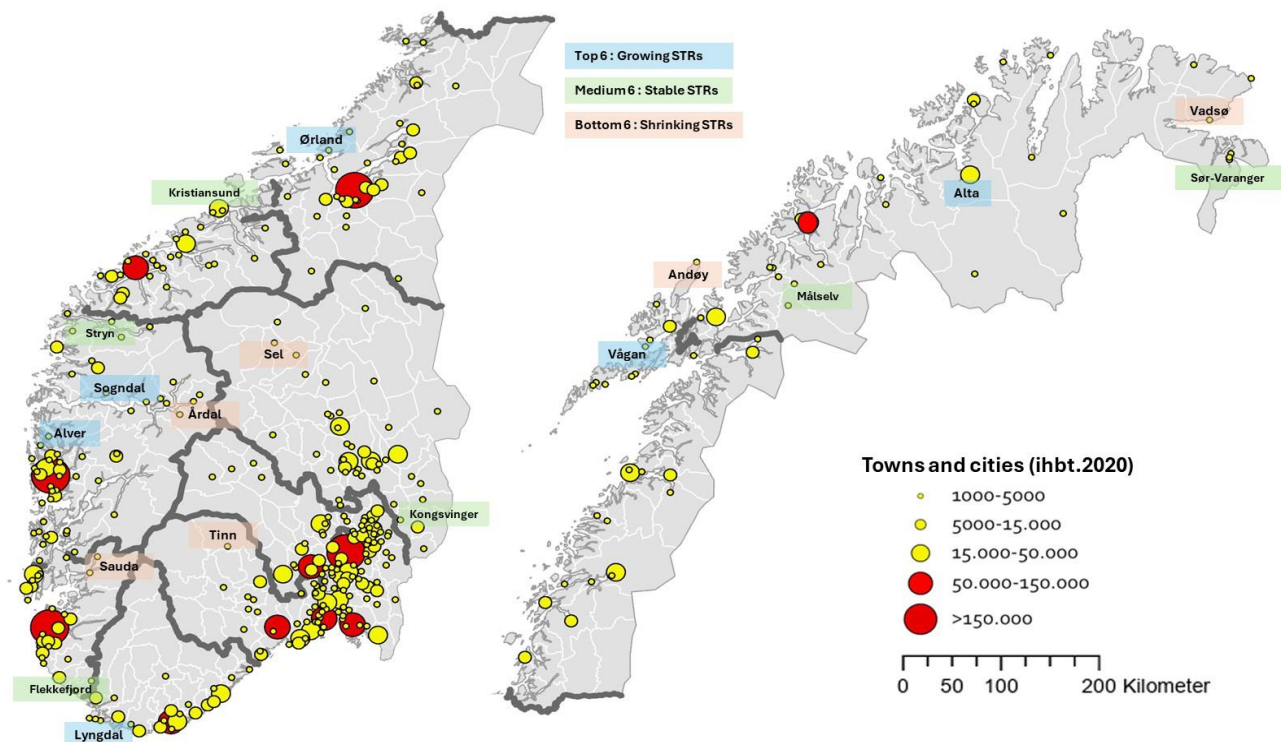 Top 6 : Growing STRs
Medium 6 : Stable STRs
Bottom 6 : Shrinking STRs
Ørland
Kristiansund
Stryn
Sel
Sogndal
Årdal
Alver
Kongsvinger
Tinn
Sauda
Flekkefjord
Lyngdal
Vadsø
Sør-Varanger
Alta
Andøy
Målselv
Vågan
Towns and cities (ihbt.2020)
1000-5000
5000-15.000
15.000-50.000
50.000-150.000
>150.000
0 50 100 200 Kilometer